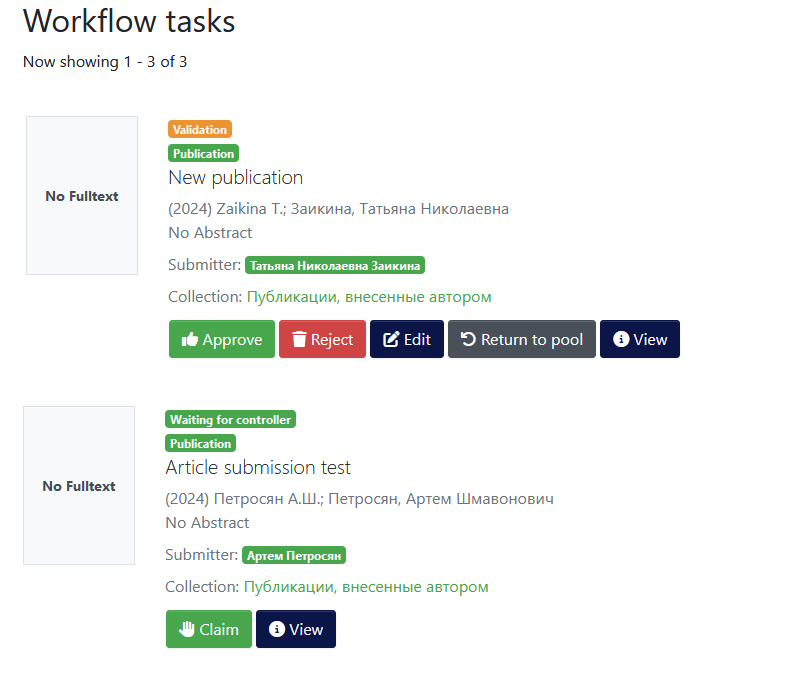 Workflow tasks
Now showing 1 - 3 of 3
No Fulltext
Validation
Publication
New publication
(2024) Zaikina T.; Заикина, Татьяна Николаевна
No Abstract
Submitter: Татьяна Николаевна Заикина
Collection: Публикации, внесенные автором
Approve Reject Edit Return to pool View
No Fulltext
Waiting for controller
Publication
Article submission test
(2024) Петросян А.Ш.; Петросян, Артем Шмавонович
No Abstract
Submitter: Артем Петросян
Collection: Публикации, внесенные автором
Claim View